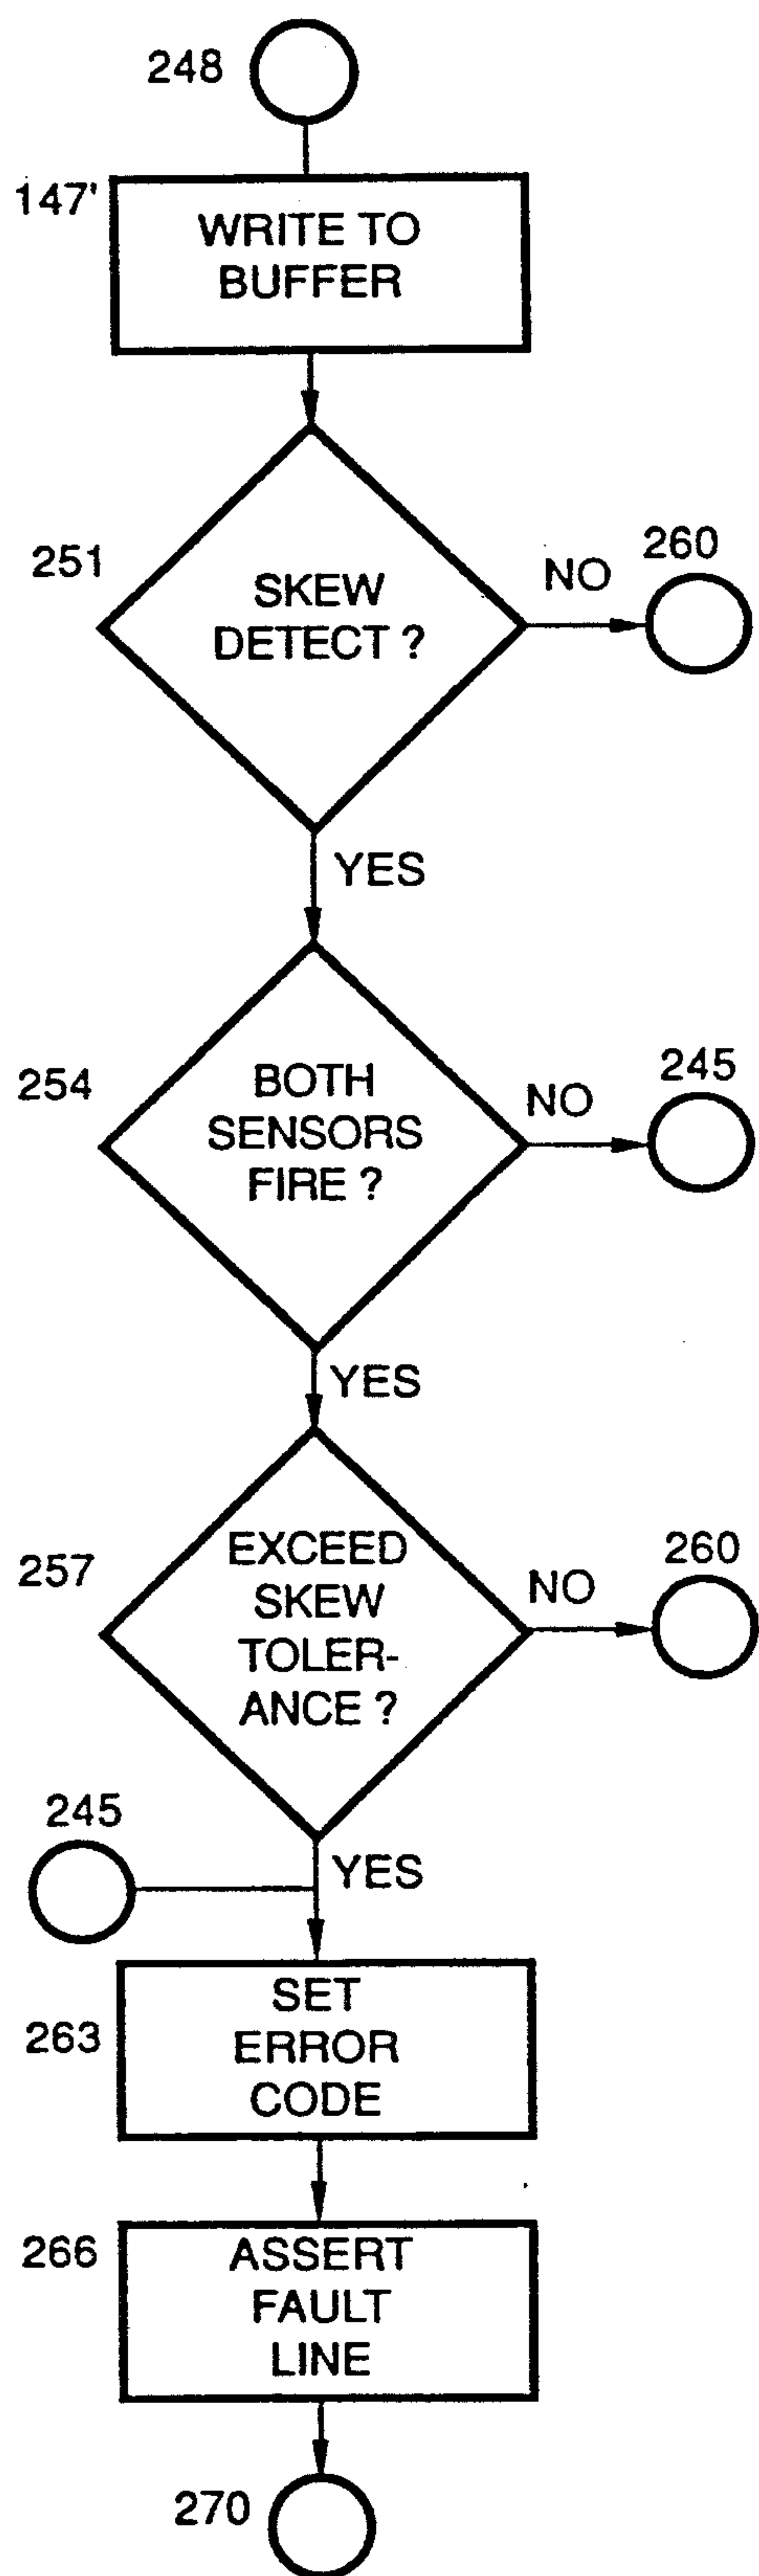 248
147'
WRITE TO
BUFFER
251
SKEW
DETECT ?
NO
260
YES
254
BOTH
SENSORS
FIRE ?
NO
245
YES
257
EXCEED
SKEW
TOLER-
ANCE ?
NO
260
245
YES
263
SET
ERROR
CODE
266
ASSERT
FAULT
LINE
270